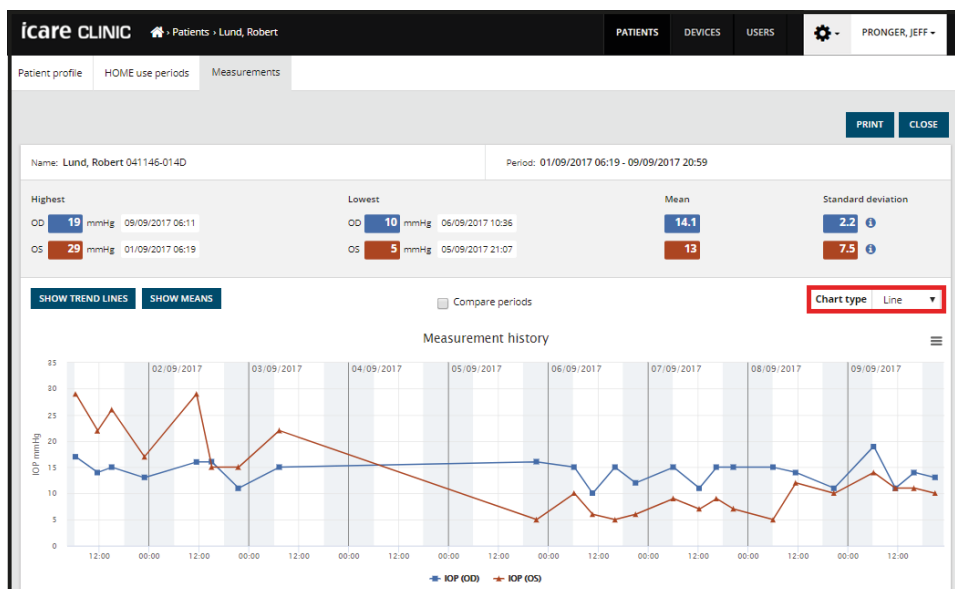 icare CLINIC › Patients › Lund, Robert PATIENTS DEVICES USERS PRONGER, JEFF
Patient profile HOME use periods Measurements
PRINT CLOSE
Name: Lund, Robert 041146-014D Period: 01/09/2017 06:19 - 09/09/2017 20:59
Highest Lowest Mean Standard deviation
OD 19 mmHg 09/09/2017 06:11 OD 10 mmHg 06/09/2017 10:36 14.1 2.2
OS 29 mmHg 01/09/2017 06:19 OS 5 mmHg 05/09/2017 21:07 13 7.5
SHOW TREND LINES SHOW MEANS Compare periods Chart type Line
Measurement history
35 02/09/2017 03/09/2017 04/09/2017 05/09/2017 06/09/2017 07/09/2017 08/09/2017 09/09/2017
30
25
20
IOP mmHg
15
10
5
0
12:00 00:00 12:00 00:00 12:00 00:00 12:00 00:00 12:00 00:00 12:00 00:00 12:00 00:00 12:00 00:00 12:00
IOP (OD) IOP (OS)